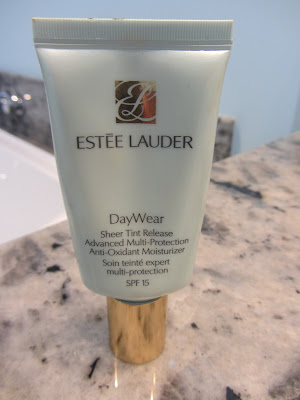 EL
ESTĒE LAUDER
DayWear
Sheer Tint Release
Advanced Multi-Protection
Anti-Oxidant Moisturizer
Soin teinté expert
multi-protection
SPF 15